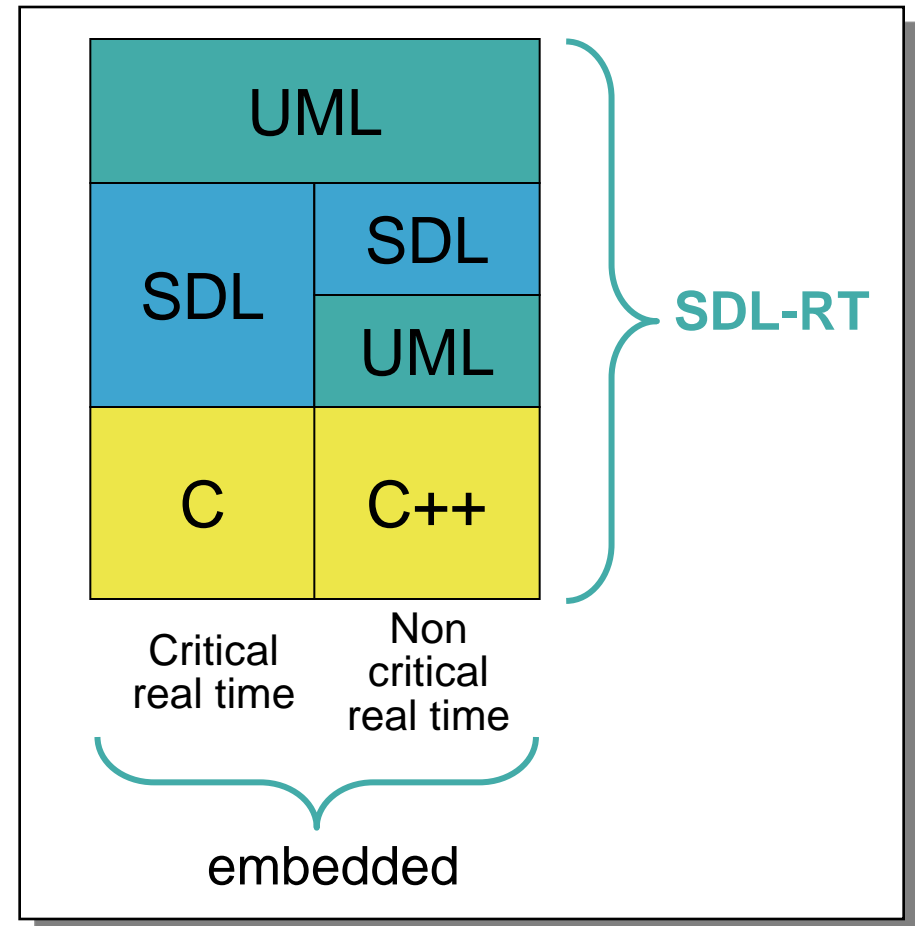 UML
SDL
SDL
UML
SDL-RT
C
C++
Critical
real time
Non
critical
real time
embedded